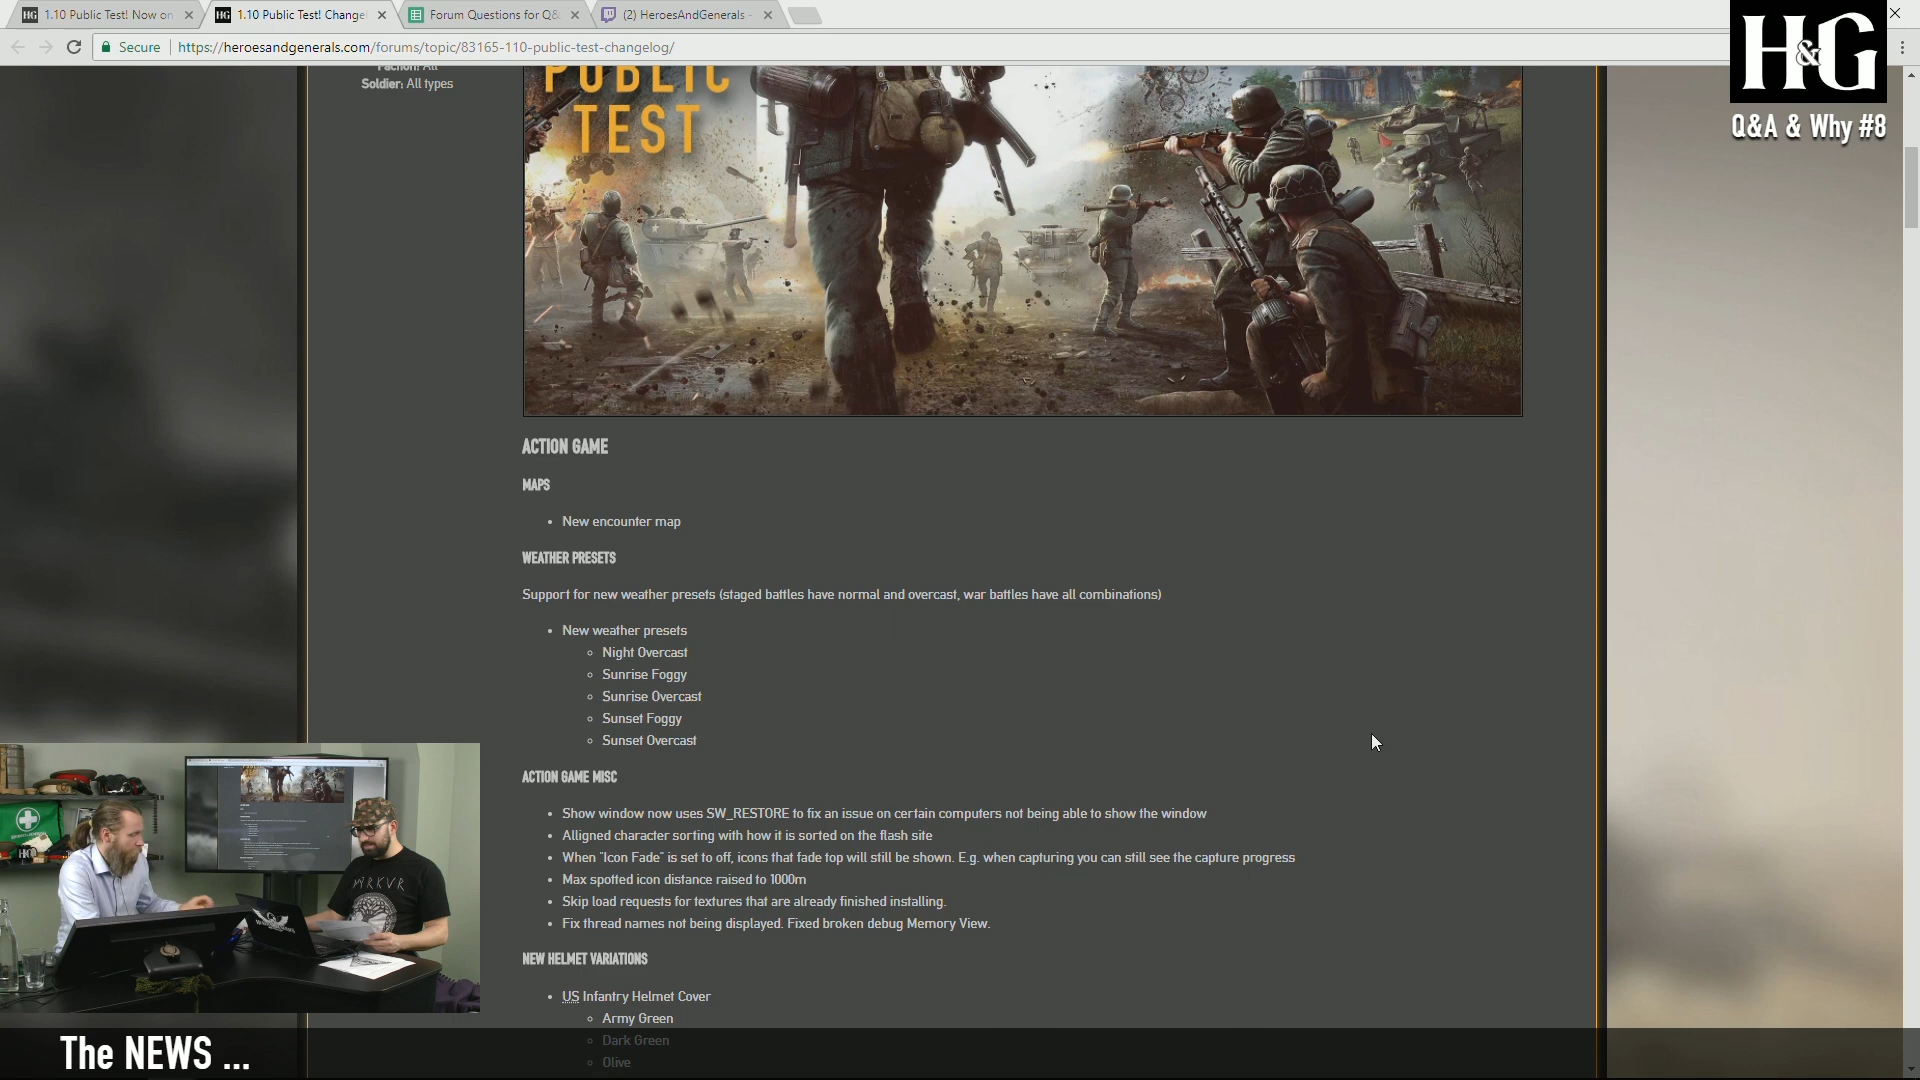 1.10 Public Test! Now on
1.10 Public Test! Change
Forum Questions for Q&
(2) HeroesAndGenerals -
Secure
https://heroesandgenerals.com/forums/topic/83165-110-public-test-changelog/
H&G
Q&A & Why #8
Faction: All
Soldier: All types
PUBLIC
TEST
ACTION GAME
MAPS
• New encounter map
WEATHER PRESETS
Support for new weather presets (staged battles have normal and overcast, war battles have all combinations)
• New weather presets
◦ Night Overcast
◦ Sunrise Foggy
◦ Sunrise Overcast
◦ Sunset Foggy
◦ Sunset Overcast
ACTION GAME MISC
• Show window now uses SW_RESTORE to fix an issue on certain computers not being able to show the window
• Alligned character sorting with how it is sorted on the flash site
• When "Icon Fade" is set to off, icons that fade top will still be shown. E.g. when capturing you can still see the capture progress
• Max spotted icon distance raised to 1000m
• Skip load requests for textures that are already finished installing.
• Fix thread names not being displayed. Fixed broken debug Memory View.
NEW HELMET VARIATIONS
• US Infantry Helmet Cover
◦ Army Green
◦ Dark Green
◦ Olive
The NEWS ...